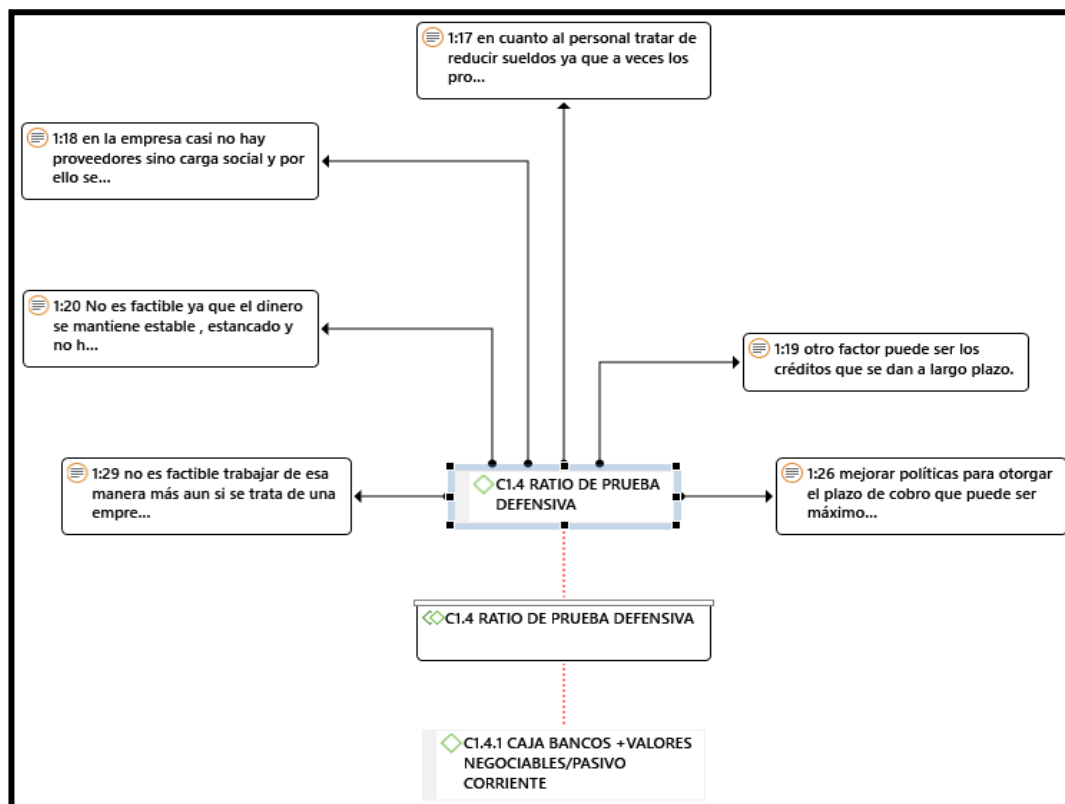 1:17 en cuanto al personal tratar de
reducir sueldos ya que a veces los
pro...
1:18 en la empresa casi no hay
proveedores sino carga social y por
ello se...
1:20 No es factible ya que el dinero
se mantiene estable , estancado y
no h...
1:19 otro factor puede ser los
créditos que se dan a largo plazo.
1:29 no es factible trabajar de esa
manera más aun si se trata de una
empre...
C1.4 RATIO DE PRUEBA
DEFENSIVA
1:26 mejorar políticas para otorgar
el plazo de cobro que puede ser
máximo...
C1.4 RATIO DE PRUEBA DEFENSIVA
C1.4.1 CAJA BANCOS +VALORES
NEGOCIABLES/PASIVO
CORRIENTE